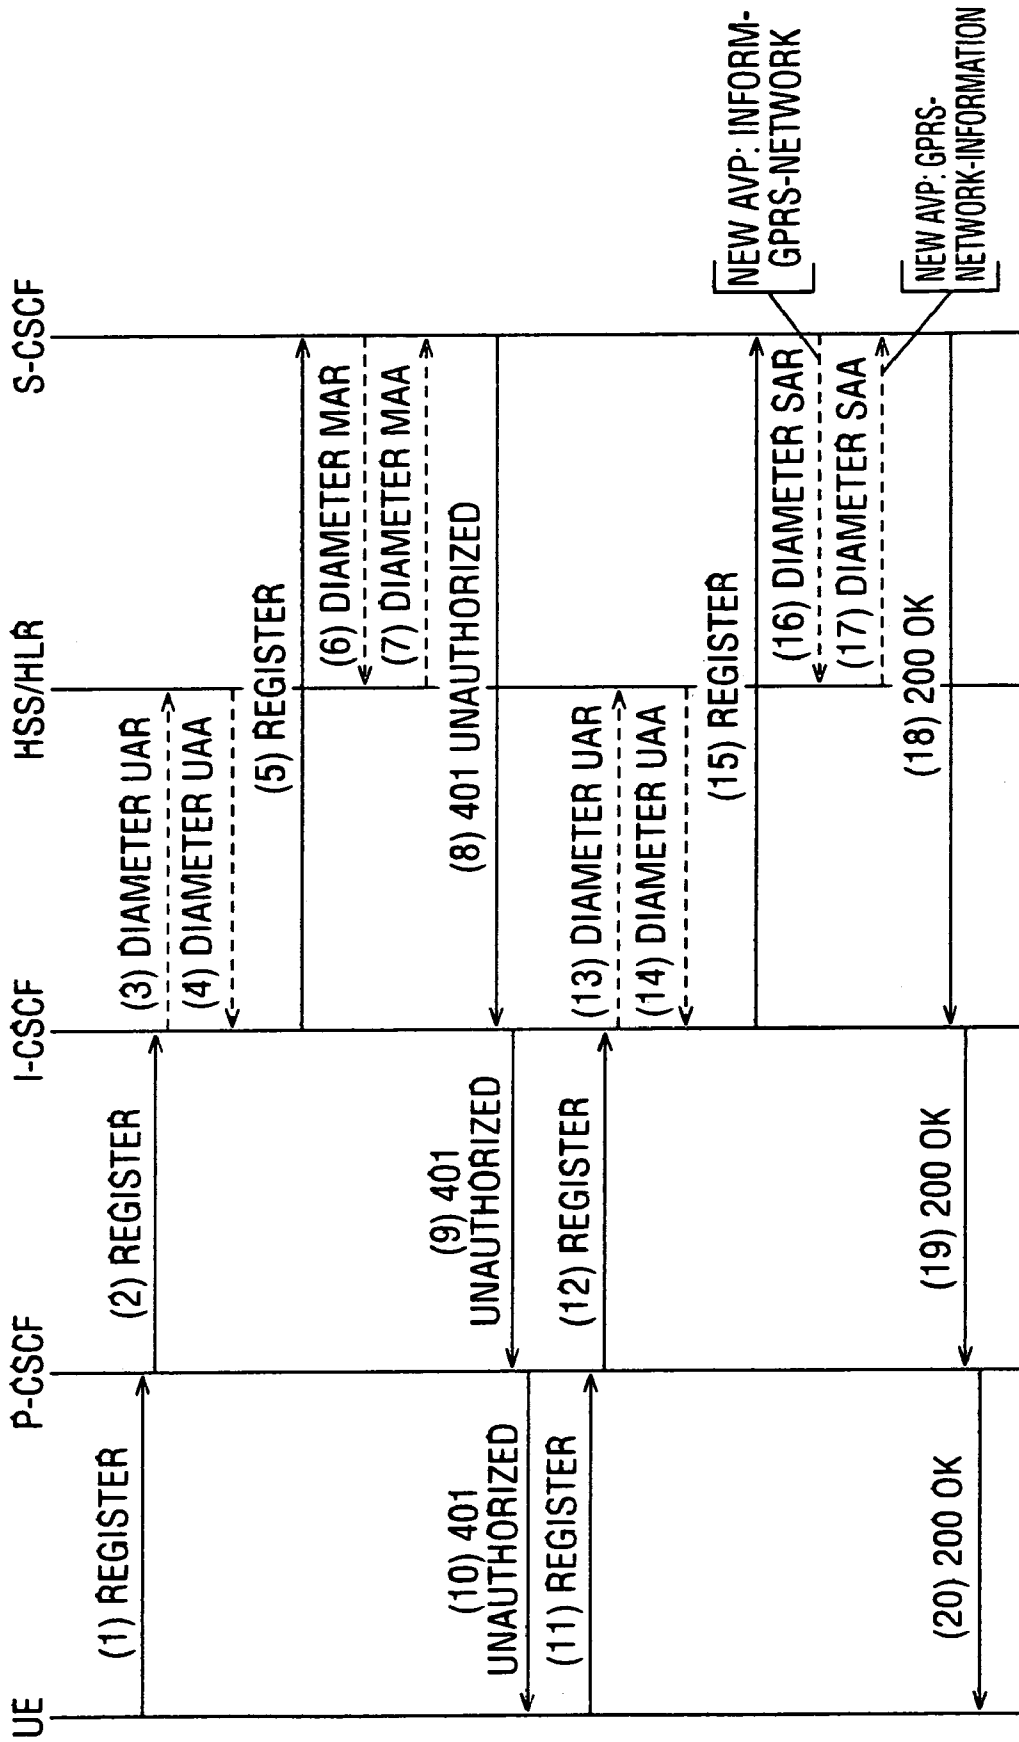 UE
P-CSCF
I-CSCF
HSS/HLR
S-CSCF
(1) REGISTER
(2) REGISTER
(3) DIAMETER UAR
(4) DIAMETER UAA
(5) REGISTER
(6) DIAMETER MAR
(7) DIAMETER MAA
(8) 401 UNAUTHORIZED
(9) 401
UNAUTHORIZED
(10) 401
UNAUTHORIZED
(11) REGISTER
(12) REGISTER
(13) DIAMETER UAR
(14) DIAMETER UAA
(15) REGISTER
(16) DIAMETER SAR
NEW AVP: INFORM-
GPRS-NETWORK
(17) DIAMETER SAA
NEW AVP: GPRS-
NETWORK-INFORMATION
(18) 200 OK
(19) 200 OK
(20) 200 OK